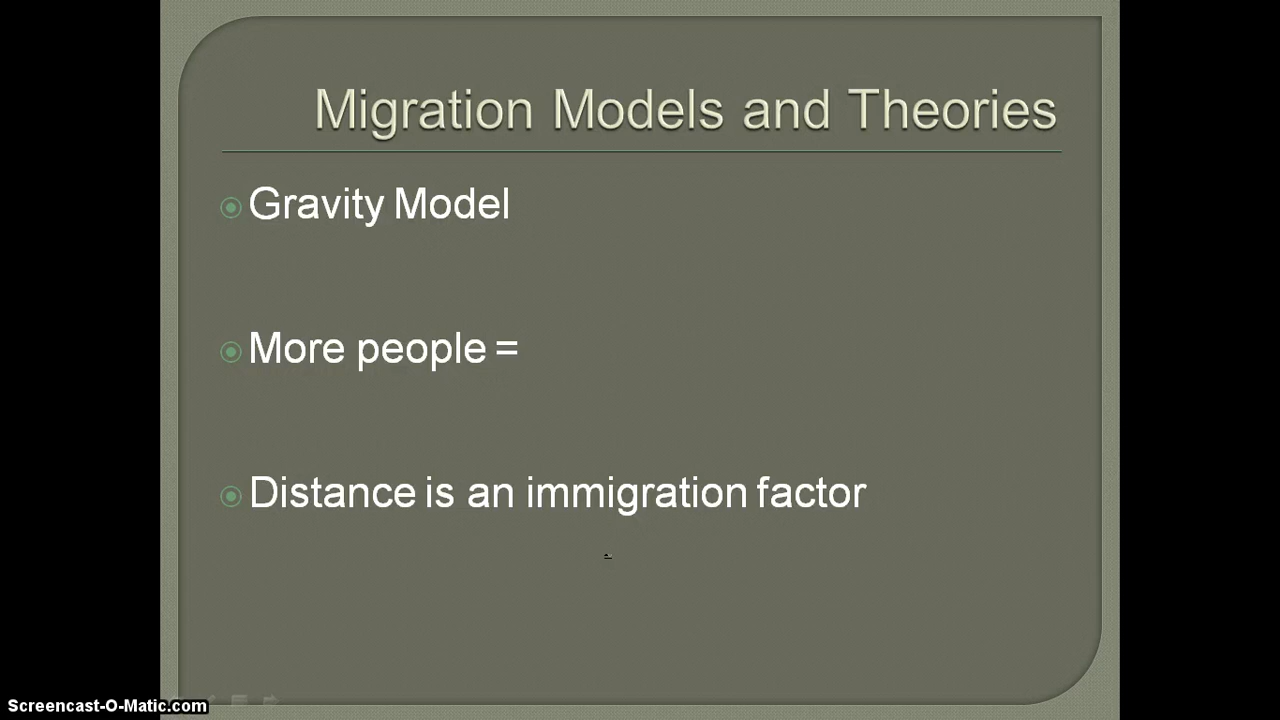 Migration Models and Theories
Gravity Model
More people =
Distance is an immigration factor
Screencast-O-Matic.com